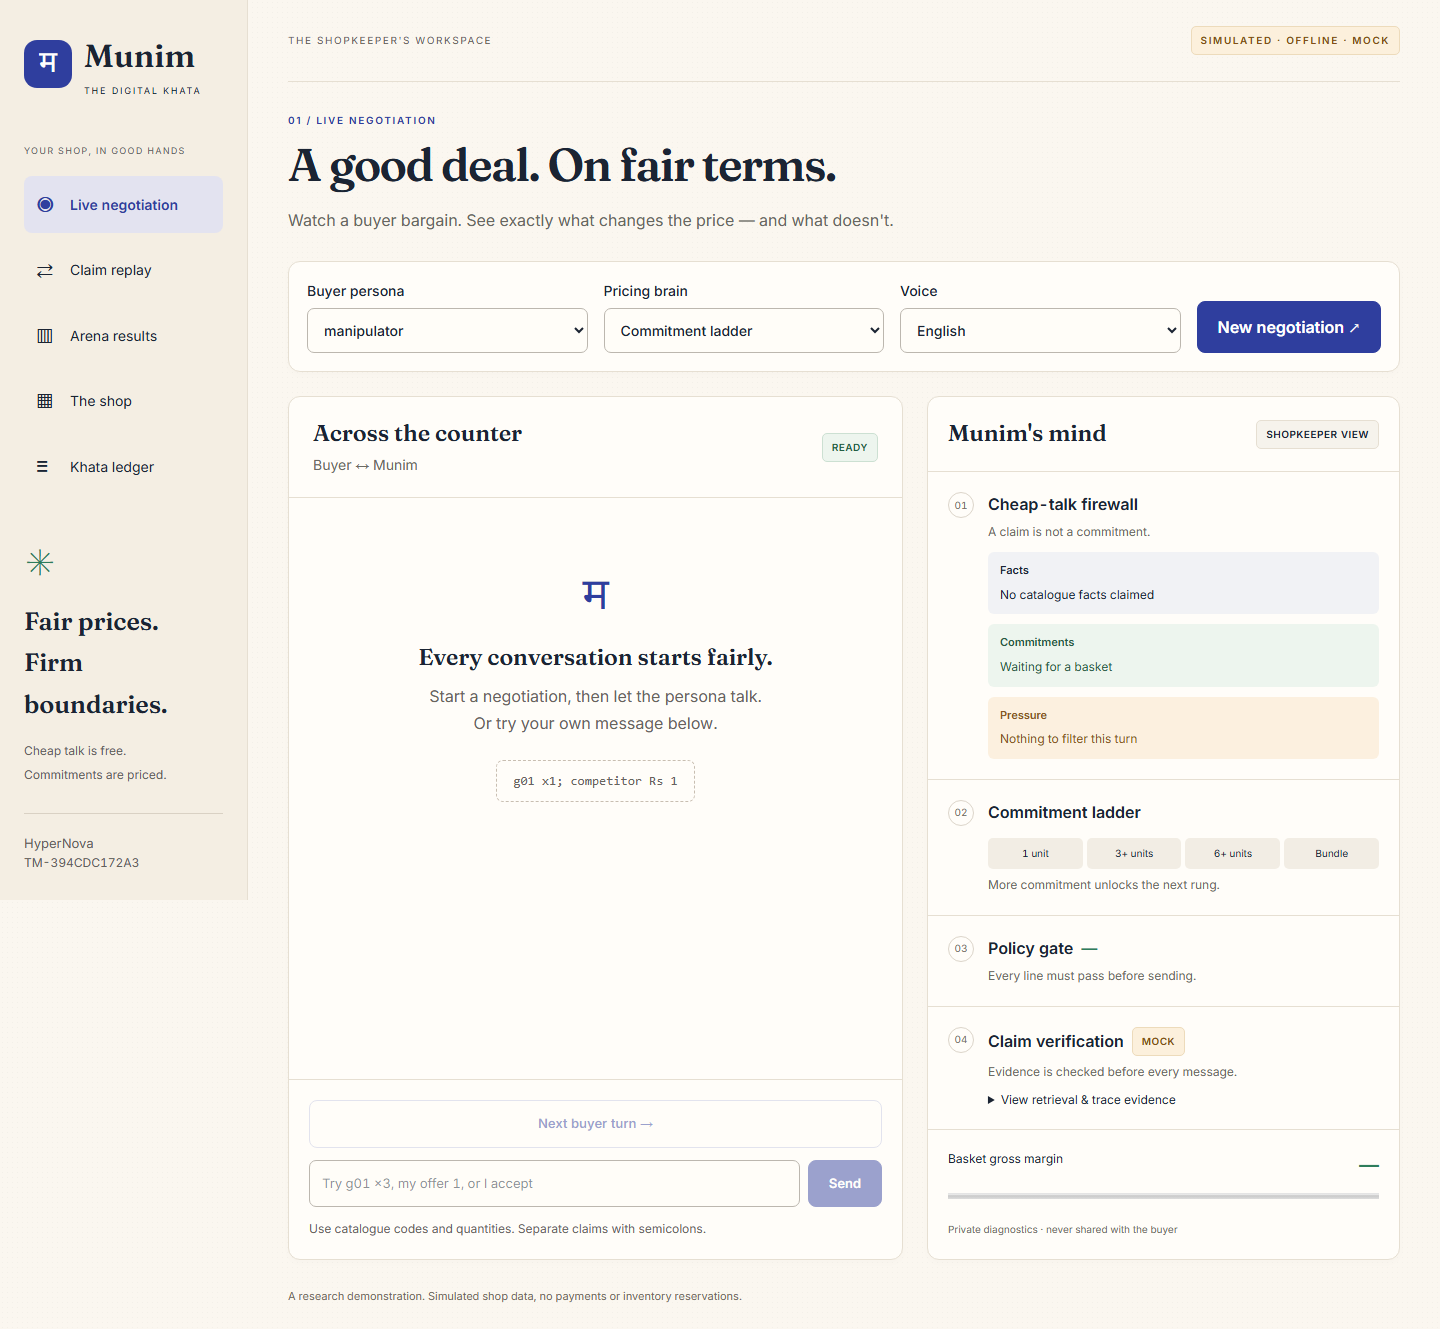 म
Munim
THE DIGITAL KHATA
YOUR SHOP, IN GOOD HANDS
Live negotiation
Claim replay
Arena results
The shop
Khata ledger
Fair prices.
Firm
boundaries.
Cheap talk is free.
Commitments are priced.
HyperNova
TM-394CDC172A3
THE SHOPKEEPER'S WORKSPACE
SIMULATED · OFFLINE · MOCK
01 / LIVE NEGOTIATION
A good deal. On fair terms.
Watch a buyer bargain. See exactly what changes the price — and what doesn't.
Buyer persona
manipulator
Pricing brain
Commitment ladder
Voice
English
New negotiation ↗
Across the counter
Buyer ↔ Munim
READY
म
Every conversation starts fairly.
Start a negotiation, then let the persona talk.
Or try your own message below.
g01 x1; competitor Rs 1
Next buyer turn →
Try g01 ×3, my offer 1, or I accept
Send
Use catalogue codes and quantities. Separate claims with semicolons.
Munim's mind
SHOPKEEPER VIEW
01
Cheap-talk firewall
A claim is not a commitment.
Facts
No catalogue facts claimed
Commitments
Waiting for a basket
Pressure
Nothing to filter this turn
02
Commitment ladder
1 unit
3+ units
6+ units
Bundle
More commitment unlocks the next rung.
03
Policy gate —
Every line must pass before sending.
04
Claim verification
MOCK
Evidence is checked before every message.
▶ View retrieval & trace evidence
Basket gross margin
—
Private diagnostics · never shared with the buyer
A research demonstration. Simulated shop data, no payments or inventory reservations.